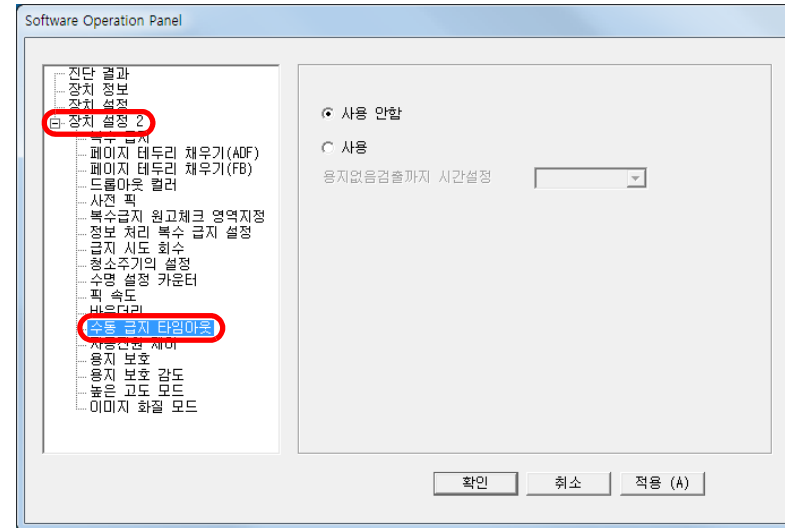 Software Operation Panel
진단 결과
장치 정보
장치 설정
장치 설정 2
복수 급지
페이지 테두리 채우기(ADF)
페이지 테두리 채우기(FB)
드롭아웃 컬러
사전 픽
복수급지 원고체크 영역지정
정보 처리 복수 급지 설정
급지 시도 회수
청소주기의 설정
수명 설정 카운터
픽 속도
바운더리
수동 급지 타임아웃
자동전원 제어
용지 보호
용지 보호 감도
높은 고도 모드
이미지 화질 모드
사용 안함
사용
용지없음검출까지 시간설정
확인
취소
적용 (A)